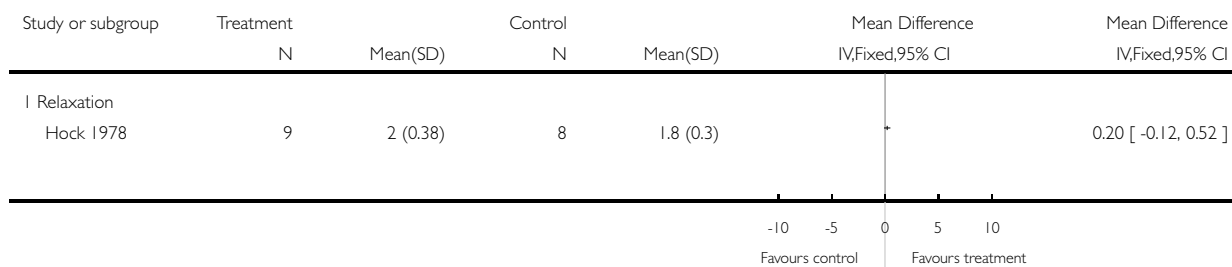 Study or subgroup Treatment Control Mean Difference Mean Difference
N Mean(SD) N Mean(SD) IV,Fixed,95% CI IV,Fixed,95% CI
1 Relaxation
Hock 1978 9 2 (0.38) 8 1.8 (0.3) 0.20 [ -0.12, 0.52 ]
-10 -5 0 5 10
Favours control Favours treatment